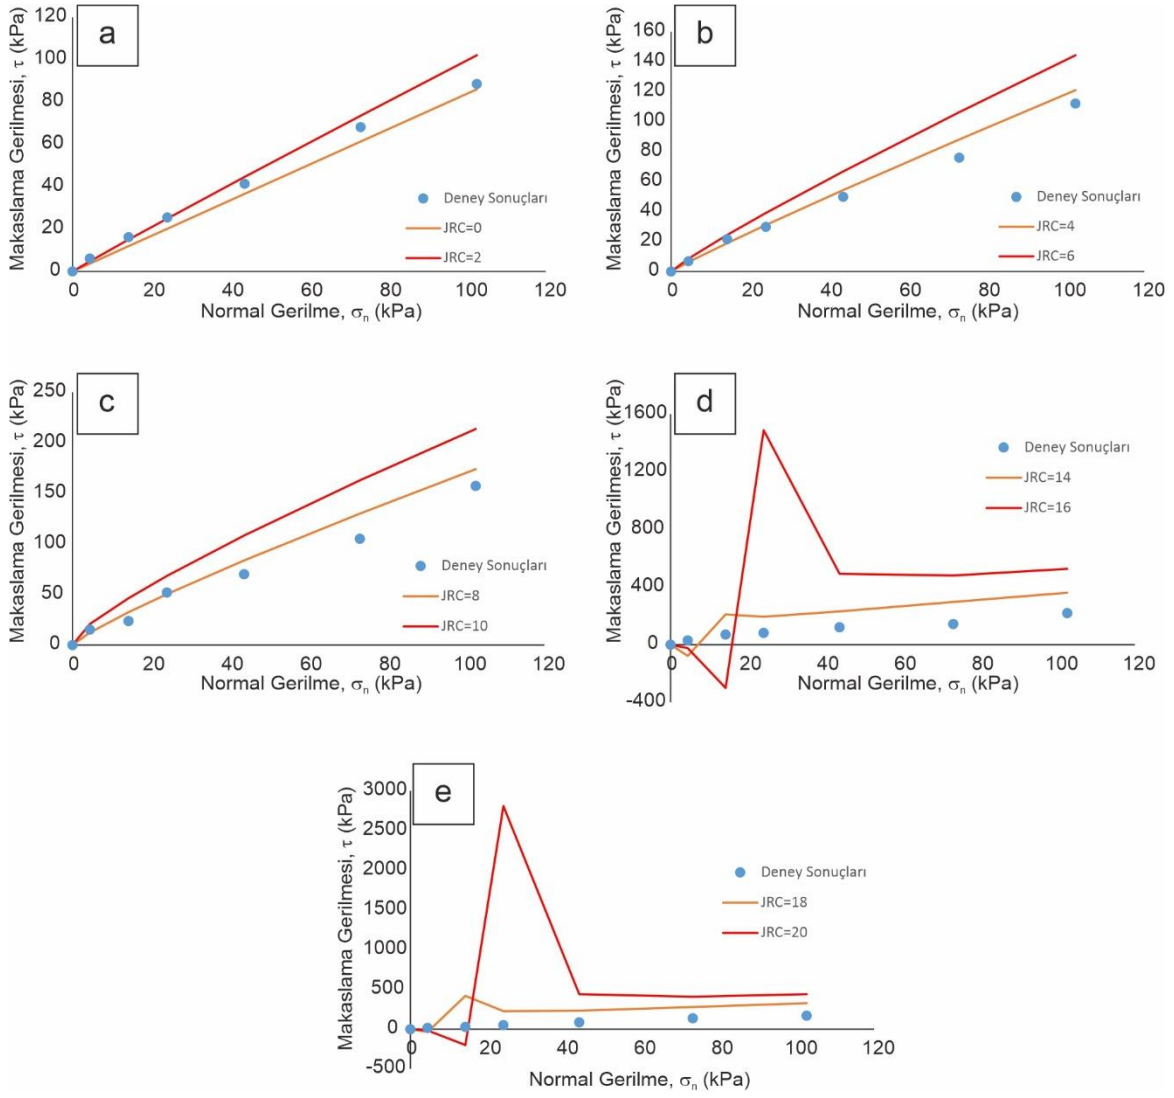 a
Makaslama Gerilmesi, τ (kPa)
120
100
80
60
40
20
0
0 20 40 60 80 100 120
Normal Gerilme, σn (kPa)
Deney Sonuçları
JRC=0
JRC=2
b
Makaslama Gerilmesi, τ (kPa)
160
140
120
100
80
60
40
20
0
0 20 40 60 80 100 120
Normal Gerilme, σn (kPa)
Deney Sonuçları
JRC=4
JRC=6
c
Makaslama Gerilmesi, τ (kPa)
250
200
150
100
50
0
0 20 40 60 80 100 120
Normal Gerilme, σn (kPa)
Deney Sonuçları
JRC=8
JRC=10
d
Makaslama Gerilmesi, τ (kPa)
1600
1200
800
400
0
-400
0 20 40 60 80 100 120
Normal Gerilme, σn (kPa)
Deney Sonuçları
JRC=14
JRC=16
e
Makaslama Gerilmesi, τ (kPa)
3000
2500
2000
1500
1000
500
0
-500
0 20 40 60 80 100 120
Normal Gerilme, σn (kPa)
Deney Sonuçları
JRC=18
JRC=20